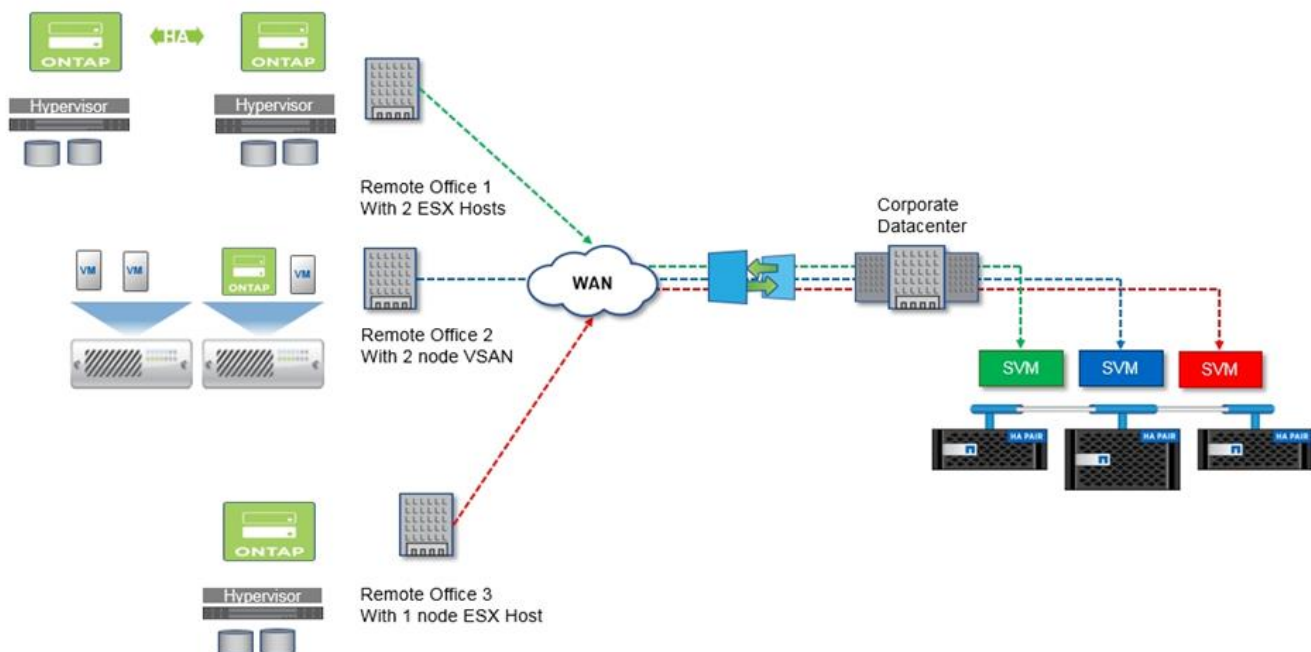 ONTAP
HA
ONTAP
Hypervisor
Hypervisor
Remote Office 1
With 2 ESX Hosts
VM
VM
ONTAP
VM
Remote Office 2
With 2 node VSAN
WAN
Corporate
Datacenter
SVM
SVM
SVM
HA PAIR
HA PAIR
HA PAIR
ONTAP
Hypervisor
Remote Office 3
With 1 node ESX Host